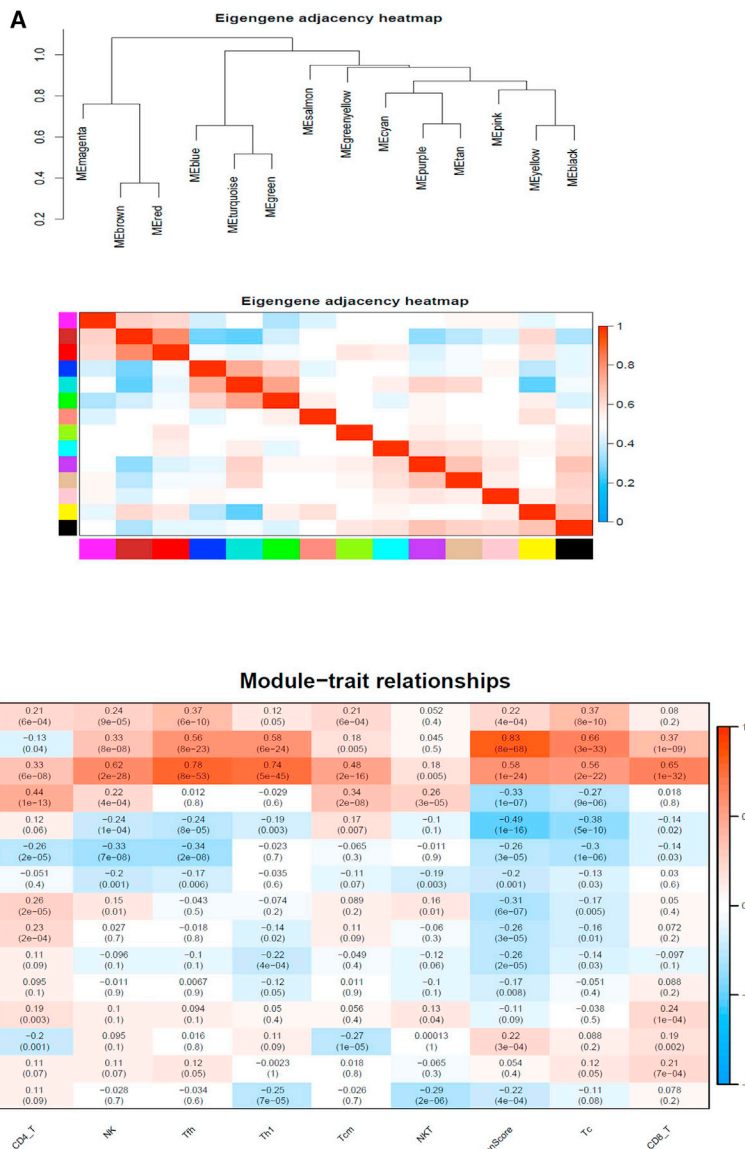 A
Eigengene adjacency heatmap
1.0
0.8
0.6
0.4
0.2
MEmagenta
MEbrown
MEred
MEblue
MEturquoise
MEgreen
MEsalmon
MEgreenyellow
MEcyan
MEpurple
MEtan
MEpink
MEyellow
MEblack
Eigengene adjacency heatmap
1
0.8
0.6
0.4
0.2
0
Module−trait relationships
0.21 0.24 0.37 0.12 0.21 0.052 0.22 0.37 0.08
(6e−04) (9e−05) (6e−10) (0.05) (6e−04) (0.4) (4e−04) (8e−10) (0.2)
−0.13 0.33 0.56 0.58 0.18 0.045 0.83 0.66 0.37
(0.04) (8e−08) (8e−23) (6e−24) (0.005) (0.5) (8e−68) (3e−33) (1e−09)
0.33 0.62 0.78 0.74 0.48 0.18 0.58 0.56 0.65
(6e−08) (2e−28) (8e−53) (5e−45) (2e−16) (0.005) (1e−24) (2e−22) (1e−32)
0.44 0.22 0.012 −0.029 0.34 0.26 −0.33 −0.27 0.018
(1e−13) (4e−04) (0.8) (0.6) (2e−08) (3e−05) (1e−07) (9e−06) (0.8)
0.12 −0.24 −0.24 −0.19 0.17 −0.1 −0.49 −0.38 −0.14
(0.06) (1e−04) (8e−05) (0.003) (0.007) (0.1) (1e−16) (5e−10) (0.02)
−0.26 −0.33 −0.34 −0.023 −0.065 −0.011 −0.26 −0.3 −0.14
(2e−05) (7e−08) (2e−08) (0.7) (0.3) (0.9) (3e−05) (1e−06) (0.03)
−0.051 −0.2 −0.17 −0.035 −0.11 −0.19 −0.2 −0.13 0.03
(0.4) (0.001) (0.006) (0.6) (0.07) (0.003) (0.001) (0.03) (0.6)
0.26 0.15 −0.043 −0.074 0.089 0.16 −0.31 −0.17 0.05
(2e−05) (0.01) (0.5) (0.2) (0.2) (0.01) (6e−07) (0.005) (0.4)
0.23 0.027 −0.018 −0.14 0.11 −0.06 −0.26 −0.16 0.072
(2e−04) (0.7) (0.8) (0.02) (0.09) (0.3) (3e−05) (0.01) (0.2)
0.11 −0.096 −0.1 −0.22 −0.049 −0.12 −0.26 −0.14 −0.097
(0.09) (0.1) (0.1) (4e−04) (0.4) (0.06) (2e−05) (0.03) (0.1)
0.095 −0.011 0.0067 −0.12 0.011 −0.1 −0.17 −0.051 0.088
(0.1) (0.9) (0.9) (0.05) (0.9) (0.1) (0.008) (0.4) (0.2)
0.19 0.1 0.094 0.05 0.056 0.13 −0.11 −0.038 0.24
(0.003) (0.1) (0.1) (0.4) (0.4) (0.04) (0.09) (0.5) (1e−04)
−0.2 0.095 0.016 0.11 −0.27 0.00013 0.22 0.088 0.19
(0.001) (0.1) (0.8) (0.09) (1e−05) (1) (3e−04) (0.2) (0.002)
0.11 0.11 0.12 −0.0023 0.018 −0.065 0.054 0.12 0.21
(0.07) (0.07) (0.05) (1) (0.8) (0.3) (0.4) (0.05) (7e−04)
0.11 −0.028 −0.034 −0.25 −0.026 −0.29 −0.22 −0.11 0.078
(0.09) (0.7) (0.6) (7e−05) (0.7) (2e−06) (4e−04) (0.08) (0.2)
CD4_T NK Tfh Th1 Tcm NKT Tc CD8_T